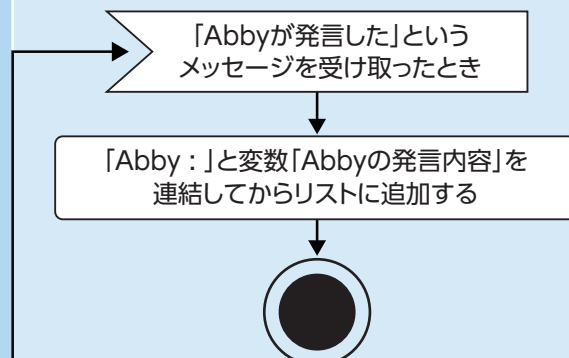 「Abbyが発言した」という
メッセージを受け取ったとき
「Abby：」と変数「Abbyの発言内容」を
連結してからリストに追加する